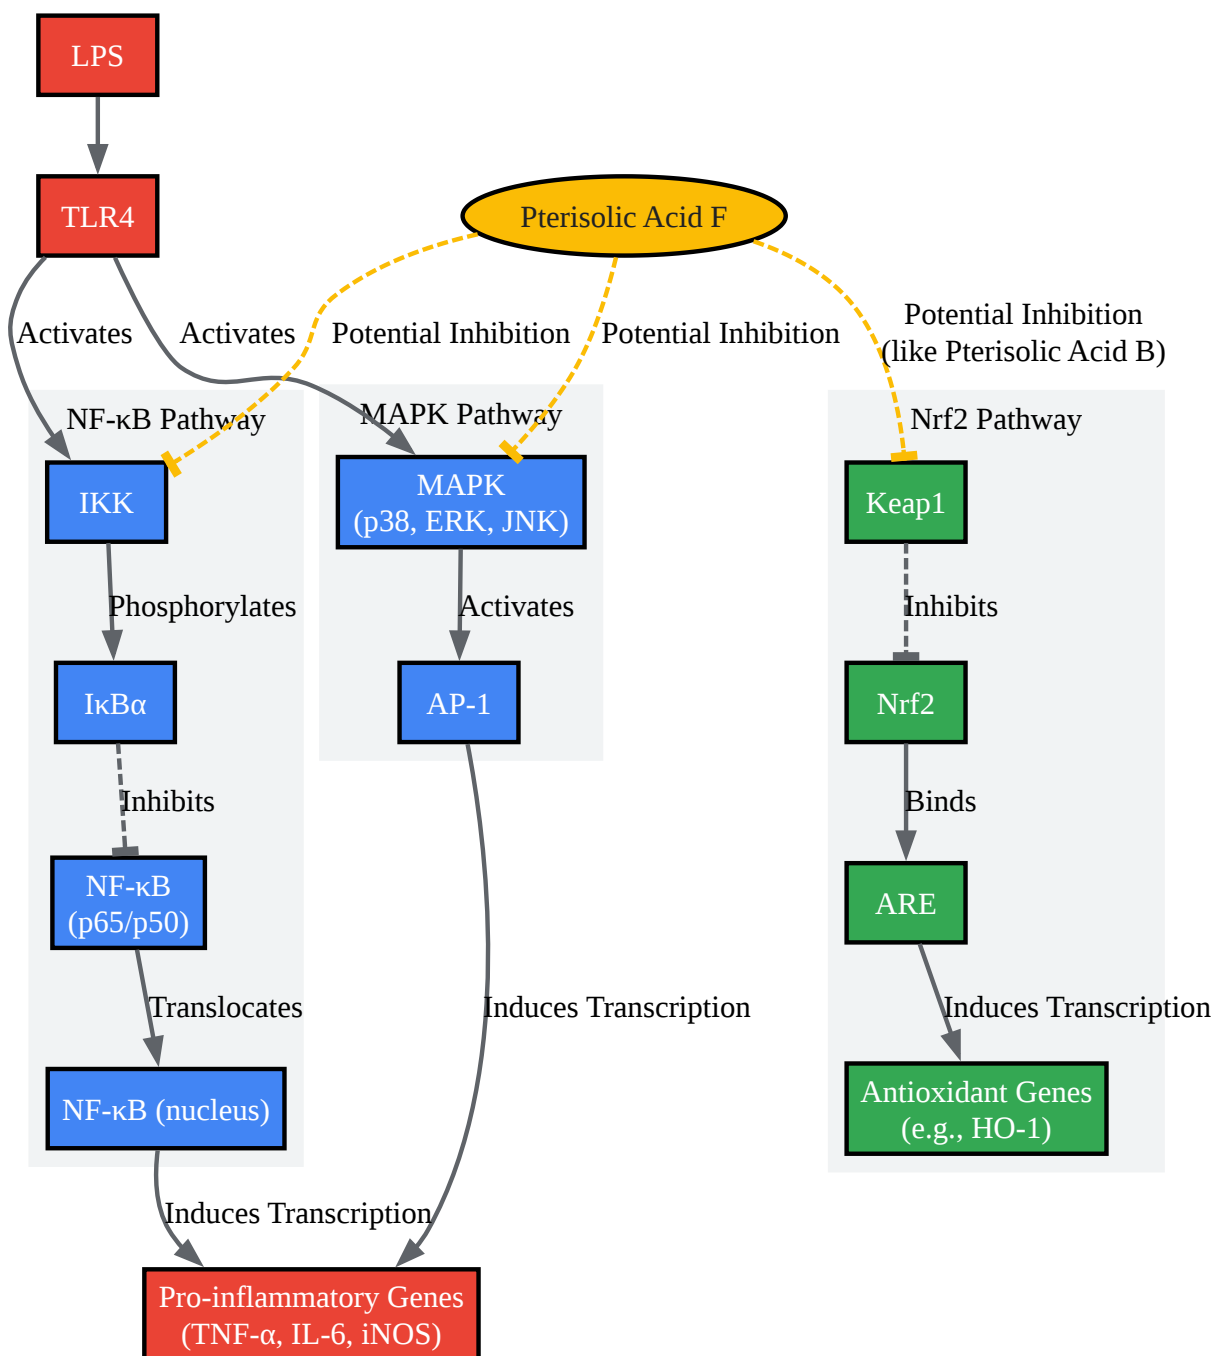 LPS
TLR4
Pterisolic Acid F
Activates
Activates
Potential Inhibition
Potential Inhibition
Potential Inhibition
(like Pterisolic Acid B)
NF-κB Pathway
MAPK Pathway
Nrf2 Pathway
IKK
MAPK
(p38, ERK, JNK)
Keap1
Phosphorylates
Activates
Inhibits
IκBα
AP-1
Nrf2
Inhibits
Binds
NF-κB
(p65/p50)
ARE
Translocates
Induces Transcription
Induces Transcription
NF-κB (nucleus)
Antioxidant Genes
(e.g., HO-1)
Induces Transcription
Pro-inflammatory Genes
(TNF-α, IL-6, iNOS)